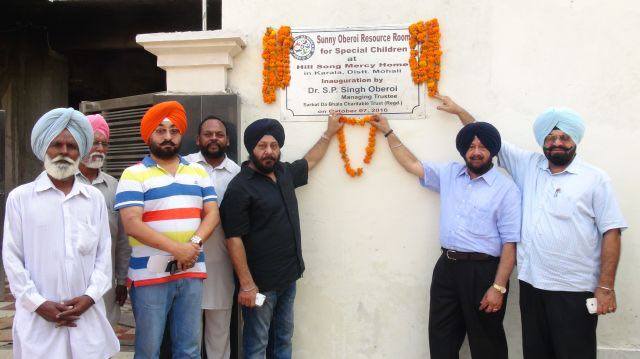 Sunny Oberoi Resource Room
for Special Children
at
Hill Song Mercy Home
in Karala, Distt. Mohali
Inauguration by
Dr. S.P. Singh Oberoi
Managing Trustee
Sarbat Da Bhala Charitable Trust (Regd.)
on October 07, 2016